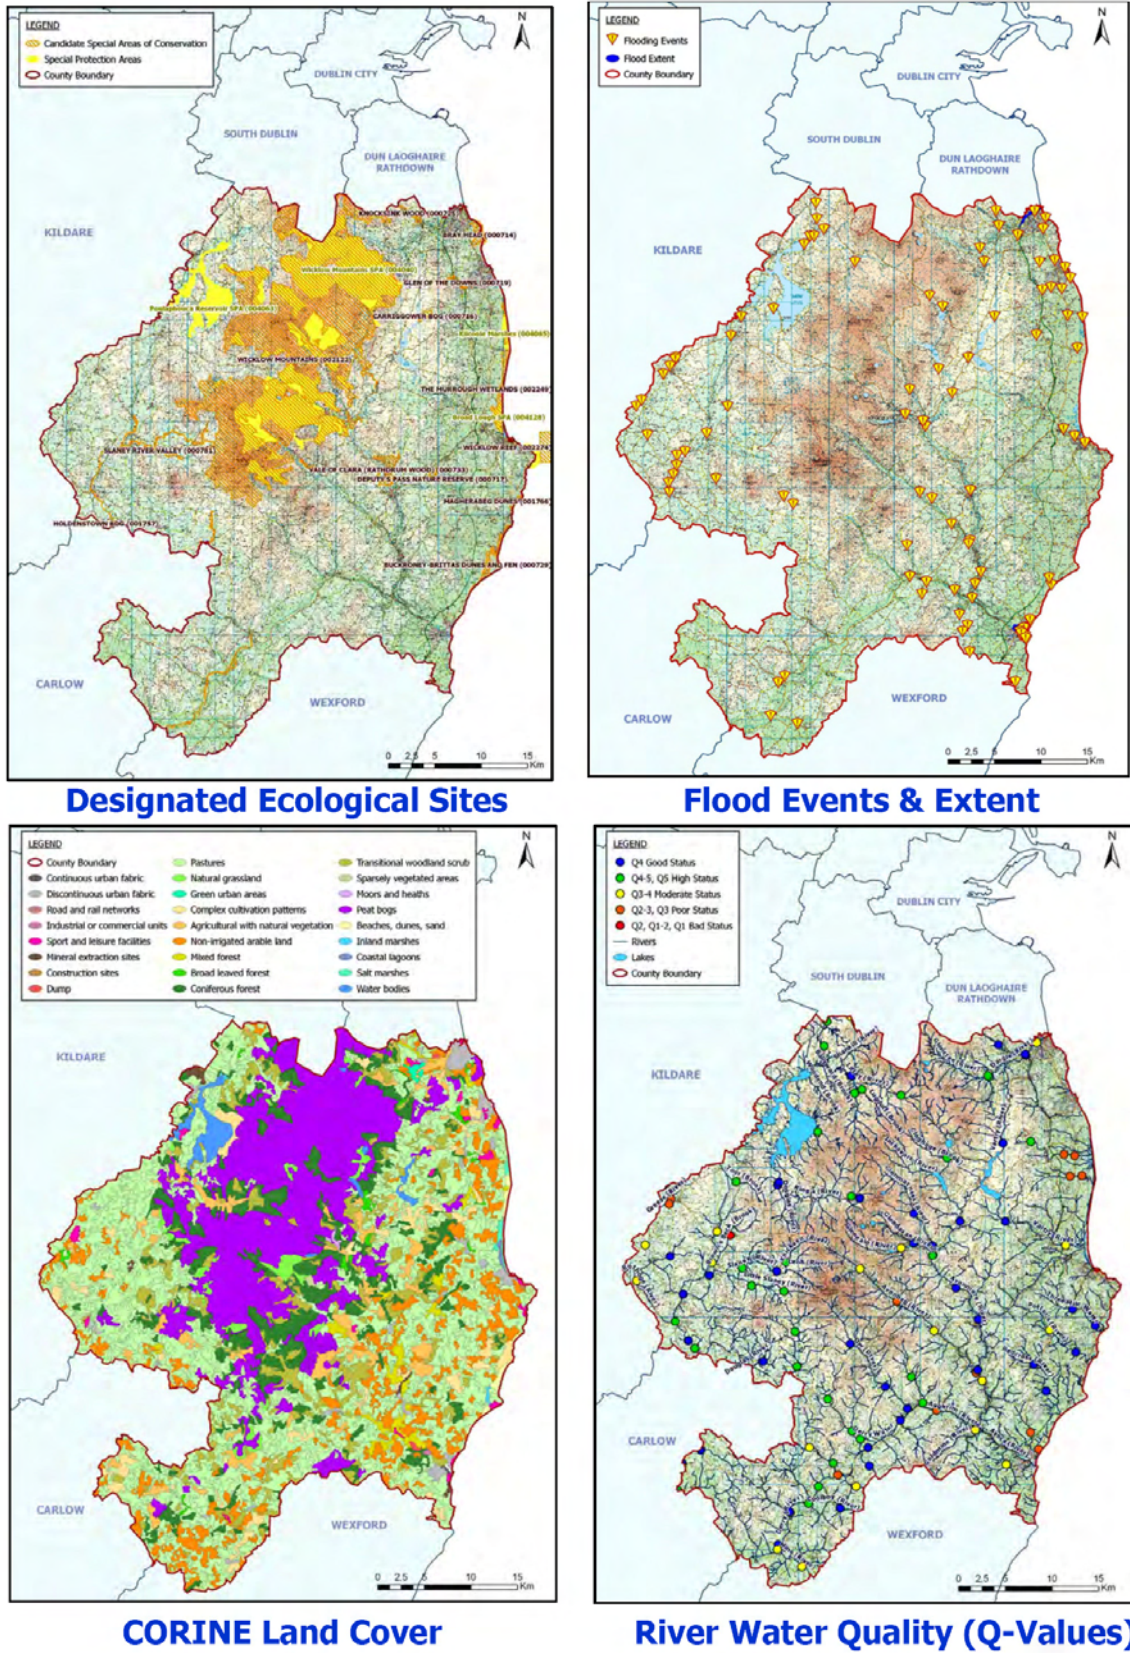 LEGEND
Candidate Special Areas of Conservation
Special Protection Areas
County Boundary
N
DUBLIN CITY
SOUTH DUBLIN
DUN LAOGHAIRE
RATHDOWN
KILDARE
KNOCKSINK WOOD (000725)
BRAY HEAD (000714)
Wicklow Mountains SPA (004040)
GLEN OF THE DOWNS (000719)
Poulaphouca Reservoir SPA (004063)
CARRIGGOWER BOG (000716)
WICKLOW MOUNTAINS (002122)
THE MURROUGH WETLANDS (002249)
Broad Lough SPA (004128)
SLANEY RIVER VALLEY (000781)
WICKLOW REEF (002274)
VALE OF CLARA (RATHDRUM WOOD) (000733)
DEPUTY'S PASS NATURE RESERVE (000717)
MAGHERABEG DUNES (001766)
HOLDENSTOWN BOG (001757)
BUCKRONEY-BRITTAS DUNES AND FEN (000729)
CARLOW
WEXFORD
0 2.5 5 10 15
Km
Designated Ecological Sites
LEGEND
Flooding Events
Flood Extent
County Boundary
N
DUBLIN CITY
SOUTH DUBLIN
DUN LAOGHAIRE
RATHDOWN
KILDARE
CARLOW
WEXFORD
0 2.5 5 10 15
Km
Flood Events & Extent
LEGEND
County Boundary
Continuous urban fabric
Discontinuous urban fabric
Road and rail networks
Industrial or commercial units
Sport and leisure facilities
Mineral extraction sites
Construction sites
Dump
Pastures
Natural grassland
Green urban areas
Complex cultivation patterns
Agricultural with natural vegetation
Non-irrigated arable land
Mixed forest
Broad leaved forest
Coniferous forest
Transitional woodland scrub
Sparsely vegetated areas
Moors and heaths
Peat bogs
Beaches, dunes, sand
Inland marshes
Coastal lagoons
Salt marshes
Water bodies
N
KILDARE
CARLOW
WEXFORD
0 2.5 5 10 15
Km
CORINE Land Cover
LEGEND
Q4 Good Status
Q4-5, Q5 High Status
Q3-4 Moderate Status
Q2-3, Q3 Poor Status
Q2, Q1-2, Q1 Bad Status
Rivers
Lakes
County Boundary
N
DUBLIN CITY
SOUTH DUBLIN
DUN LAOGHAIRE
RATHDOWN
KILDARE
CARLOW
WEXFORD
0 2.5 5 10 15
Km
River Water Quality (Q-Values)